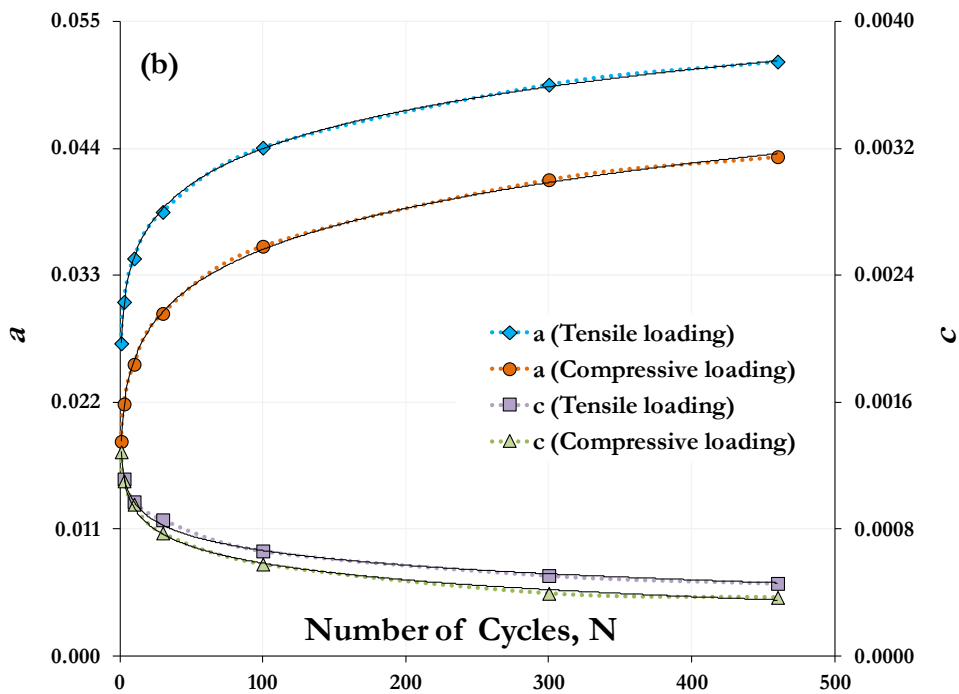 0.055
0.0040
(b)
0.044
0.0032
0.033
0.0024
a
c
a (Tensile loading)
a (Compressive loading)
0.022
0.0016
c (Tensile loading)
c (Compressive loading)
0.011
0.0008
Number of Cycles, N
0.000
0.0000
0 100 200 300 400 500